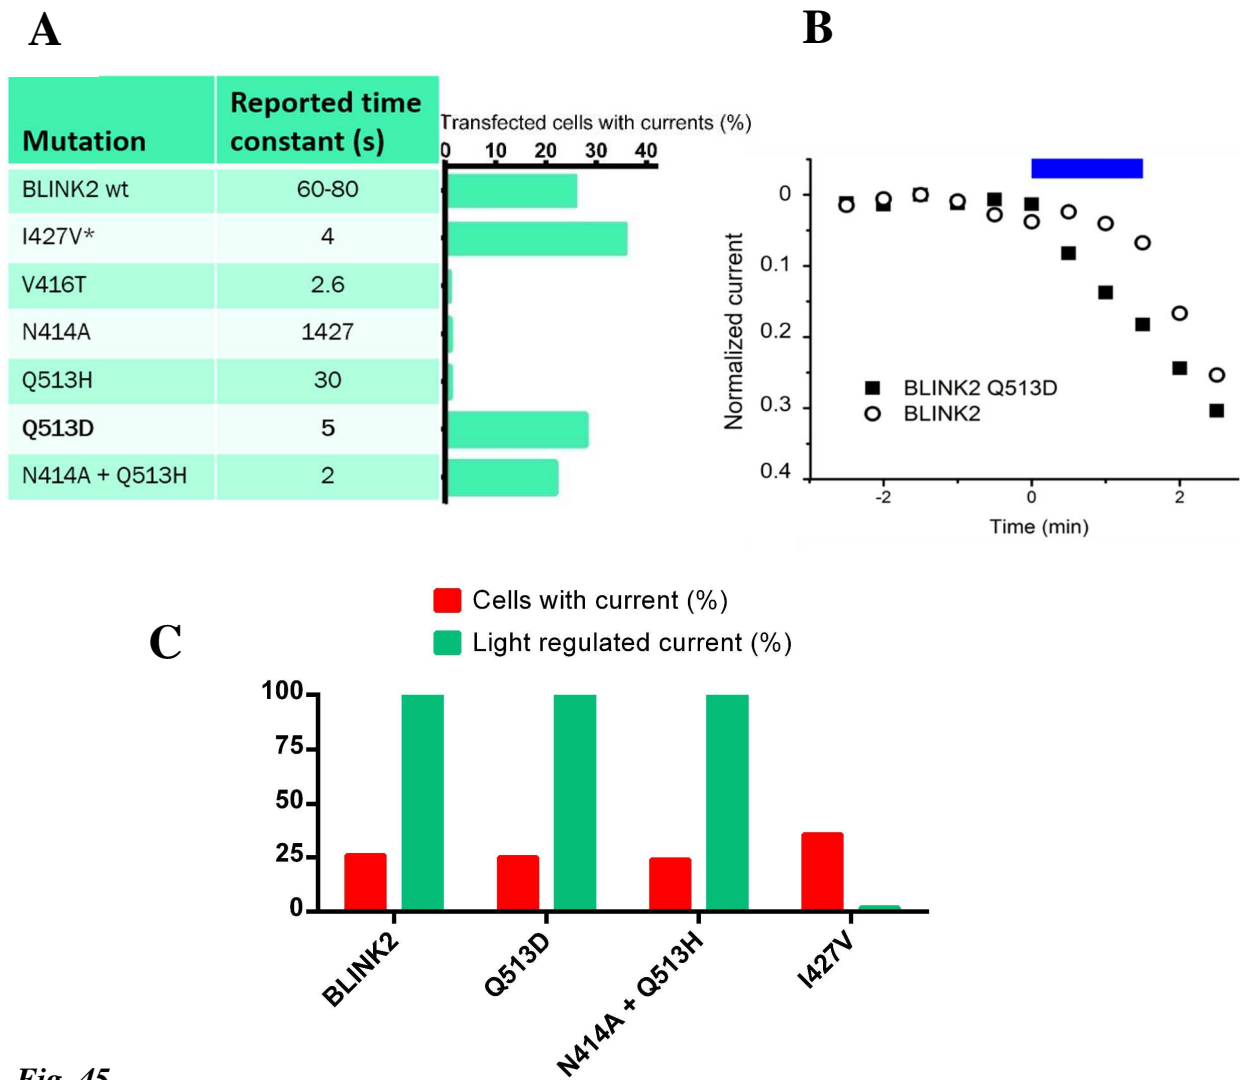 A
B
Mutation
Reported time
constant (s)
Transfected cells with currents (%)
0 10 20 30 40
BLINK2 wt 60-80
I427V* 4
V416T 2.6
N414A 1427
Q513H 30
Q513D 5
N414A + Q513H 2
Normalized current
0
0.1
0.2
0.3
0.4
BLINK2 Q513D
BLINK2
-2 0 2
Time (min)
C
Cells with current (%)
Light regulated current (%)
100
75
50
25
0
BLINK2
Q513D
N414A + Q513H
I427V
Fig. 45